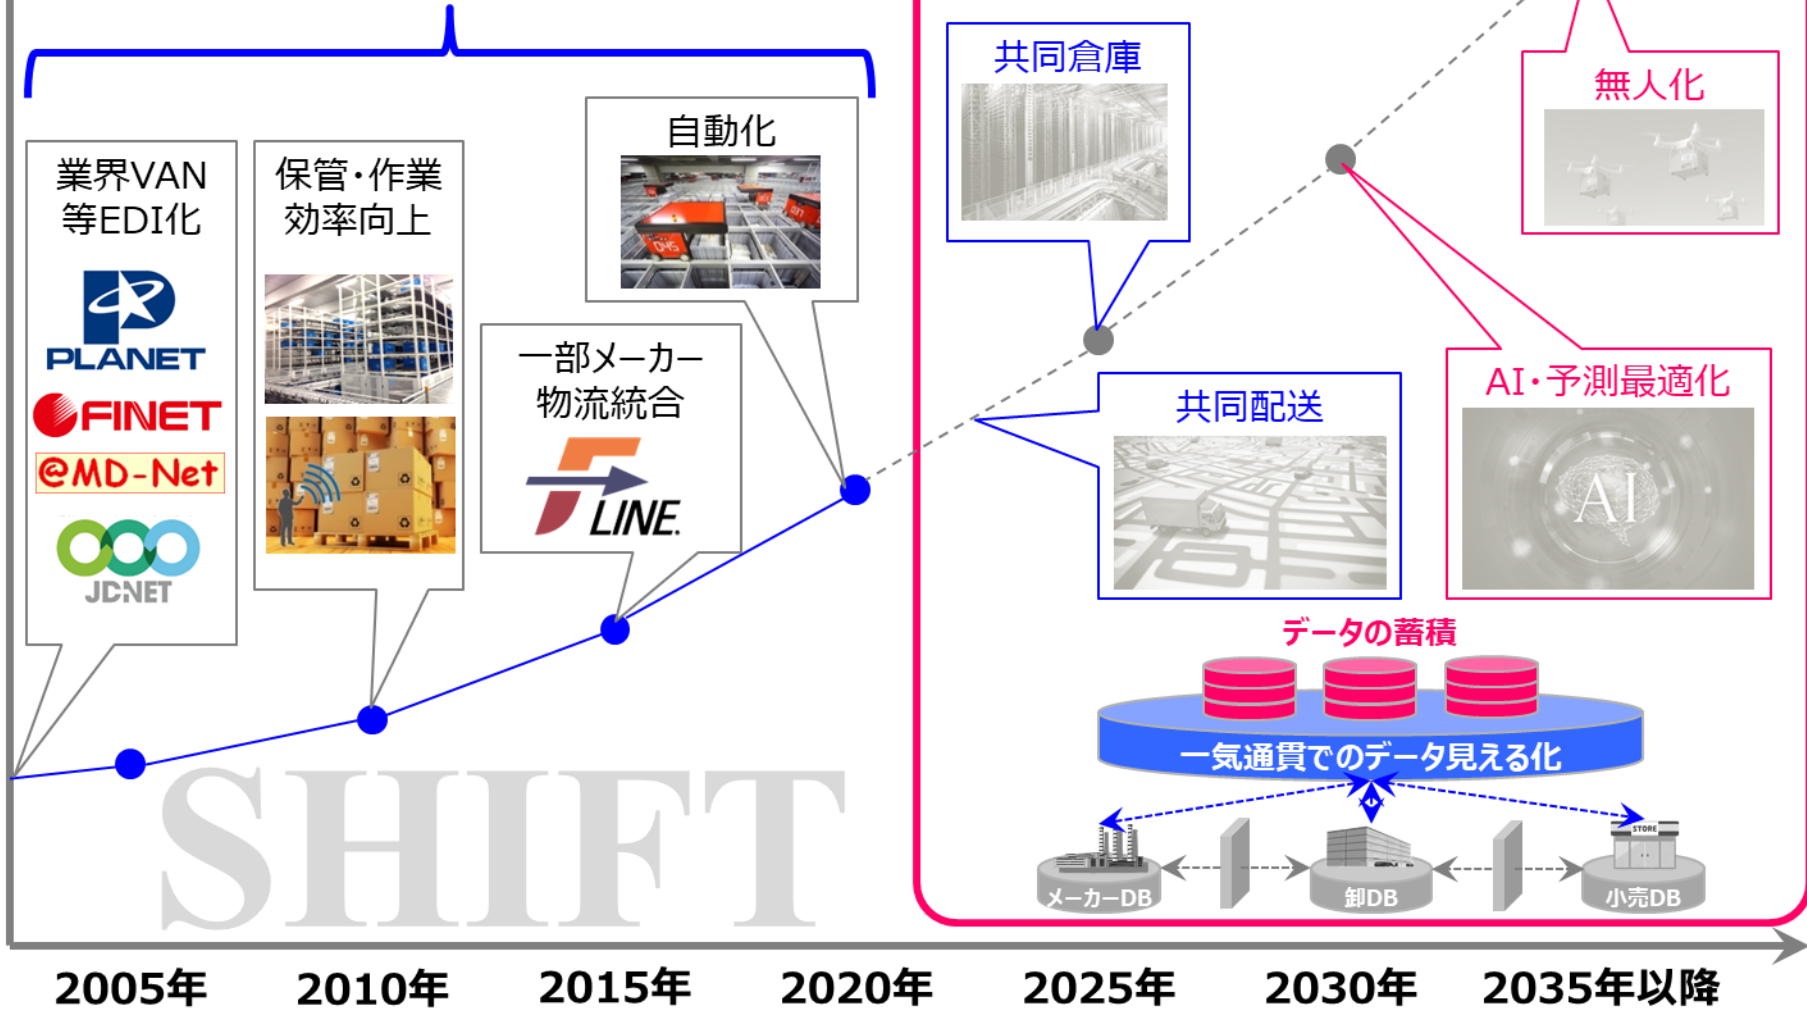 業界VAN
等EDI化
PLANET
FINET
@MD-Net
JD-NET
保管・作業
効率向上
一部メーカー
物流統合
F
LINE.
自動化
045
共同倉庫
共同配送
無人化
AI・予測最適化
AI
データの蓄積
一気通貫でのデータ見える化
STORE
メーカーDB
卸DB
小売DB
SHIFT
2005年
2010年
2015年
2020年
2025年
2030年
2035年以降